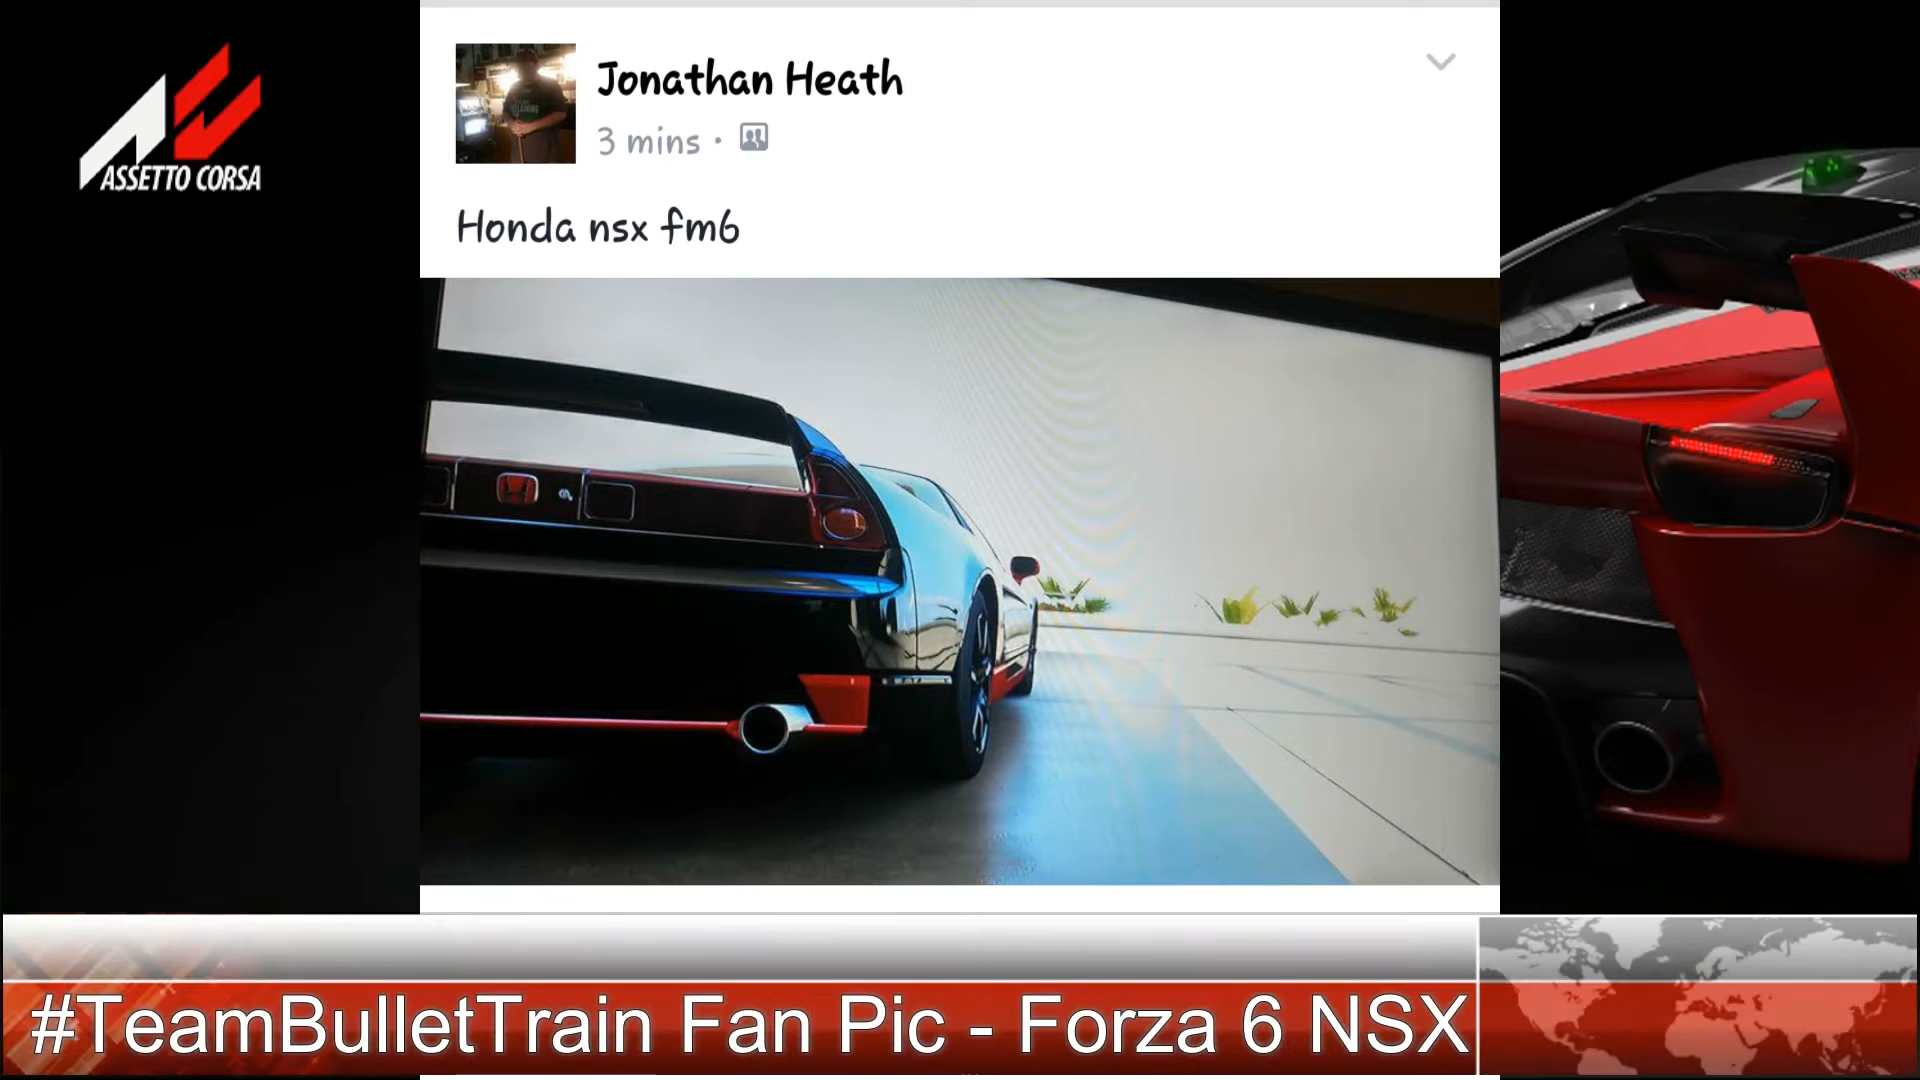 ASSETTO CORSA
Jonathan Heath
3 mins ·
Honda nsx fm6
#TeamBulletTrain Fan Pic - Forza 6 NSX